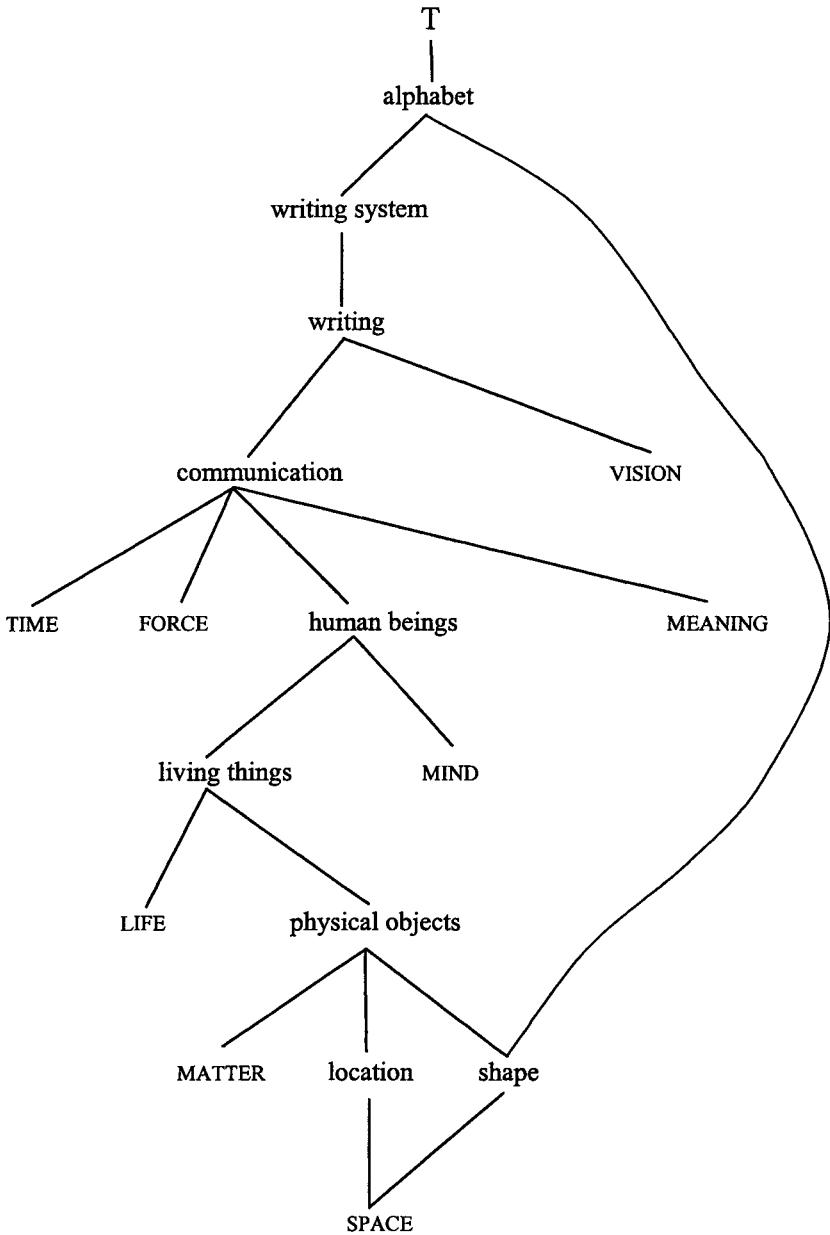 T
alphabet
writing system
writing
communication
VISION
TIME
FORCE
human beings
MEANING
living things
MIND
LIFE
physical objects
MATTER
location
shape
SPACE